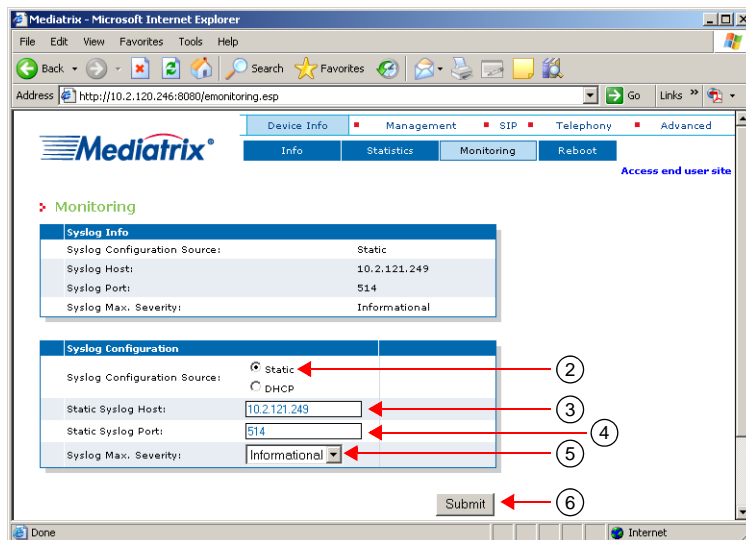 Mediatrix - Microsoft Internet Explorer
File Edit View Favorites Tools Help
Back Search Favorites
Address http://10.2.120.246:8080/emonitoring.esp Go Links »
Device Info Management SIP Telephony Advanced
Mediatrix®
Info Statistics Monitoring Reboot
Access end user site
Monitoring
Syslog Info
Syslog Configuration Source: Static
Syslog Host: 10.2.121.249
Syslog Port: 514
Syslog Max. Severity: Informational
Syslog Configuration
Syslog Configuration Source: Static 2
DHCP
Static Syslog Host: 10.2.121.249 3
Static Syslog Port: 514 4
Syslog Max. Severity: Informational 5
Submit 6
Done Internet